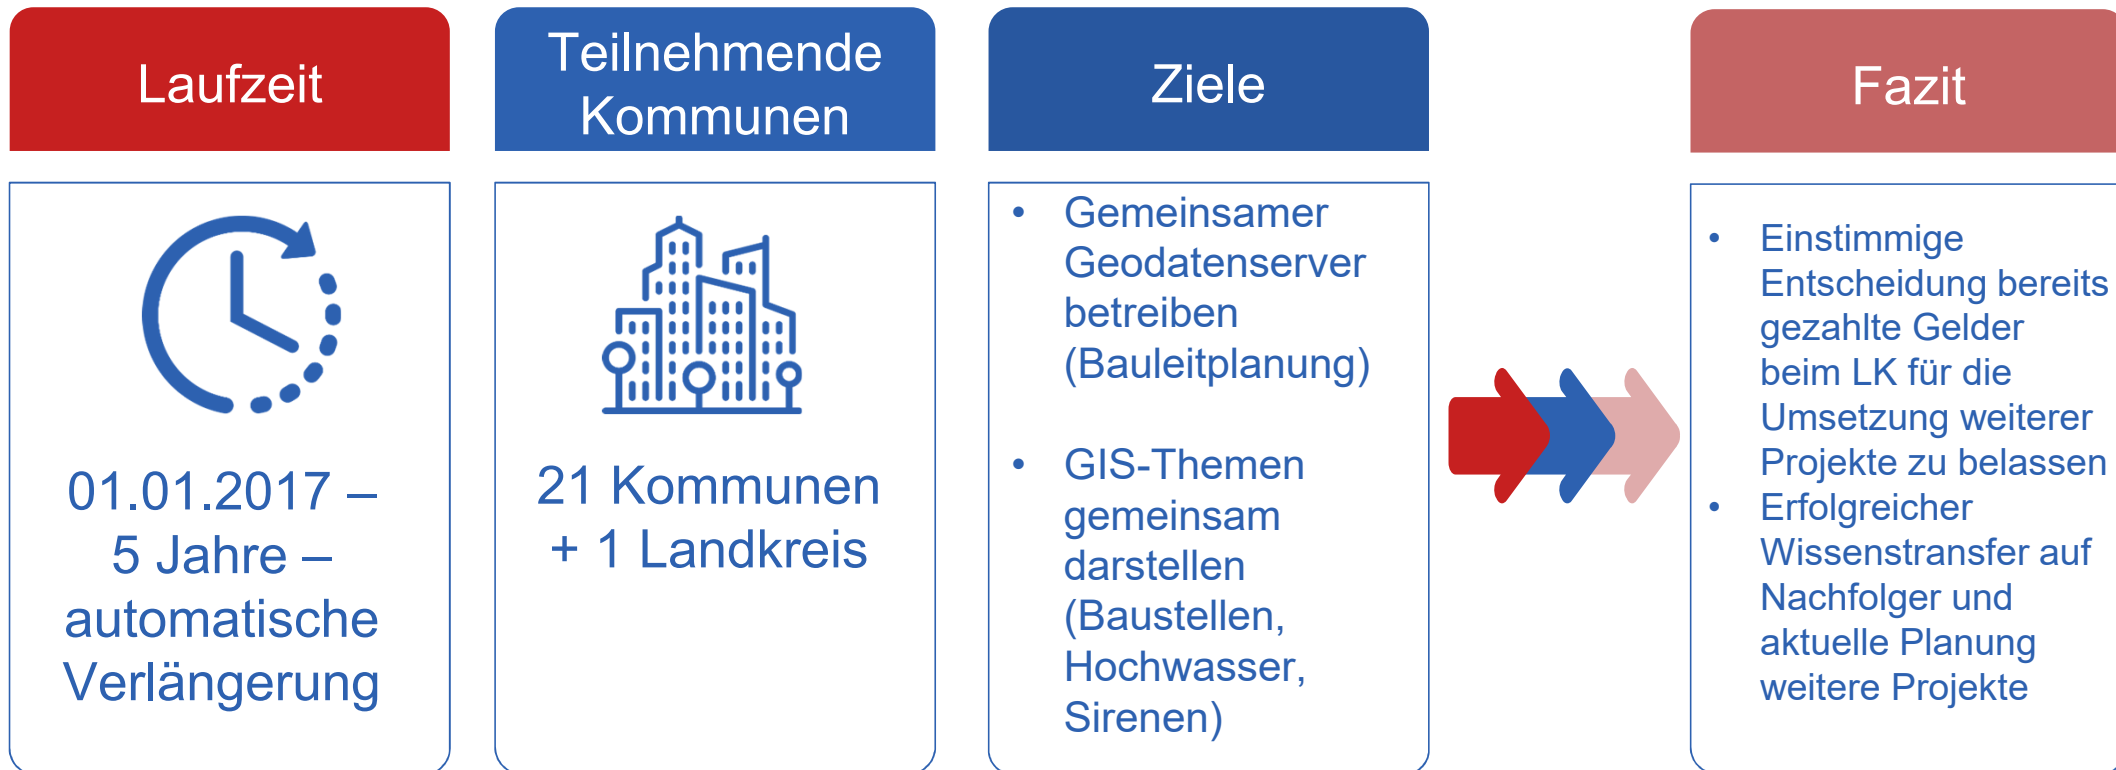 Laufzeit
01.01.2017 –
5 Jahre –
automatische
Verlängerung
Teilnehmende
Kommunen
21 Kommunen
+ 1 Landkreis
Ziele
• Gemeinsamer
Geodatenserver
betreiben
(Bauleitplanung)
• GIS-Themen
gemeinsam
darstellen
(Baustellen,
Hochwasser,
Sirenen)
Fazit
• Einstimmige
Entscheidung bereits
gezahlte Gelder
beim LK für die
Umsetzung weiterer
Projekte zu belassen
• Erfolgreicher
Wissenstransfer auf
Nachfolger und
aktuelle Planung
weitere Projekte